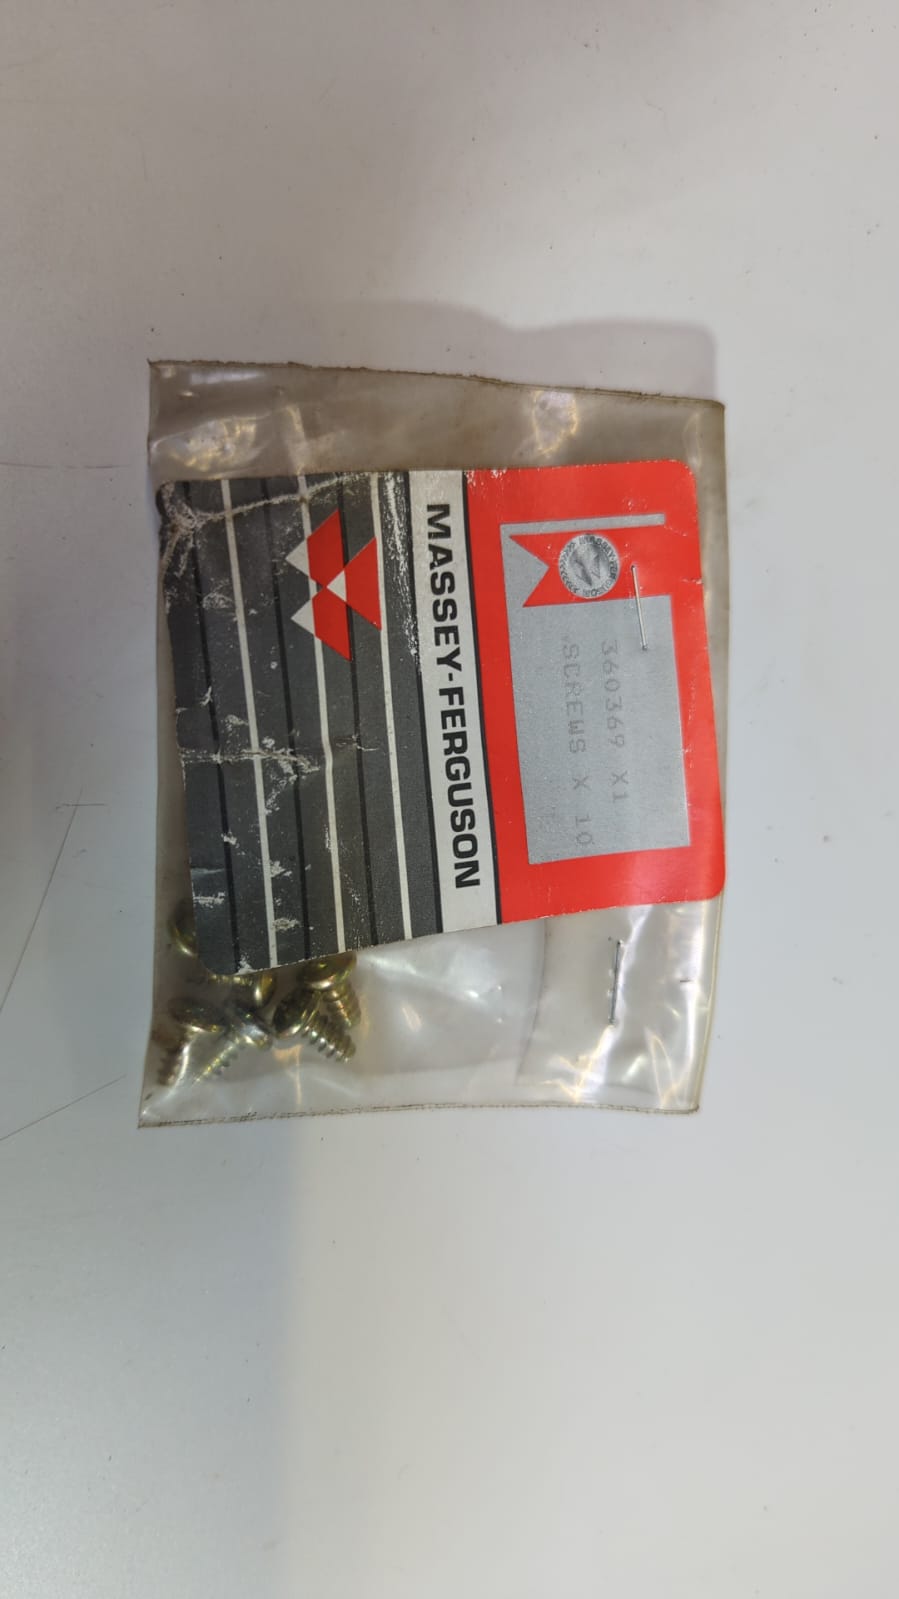 360369 X1
SCREWS X 10
MASSEY-FERGUSON